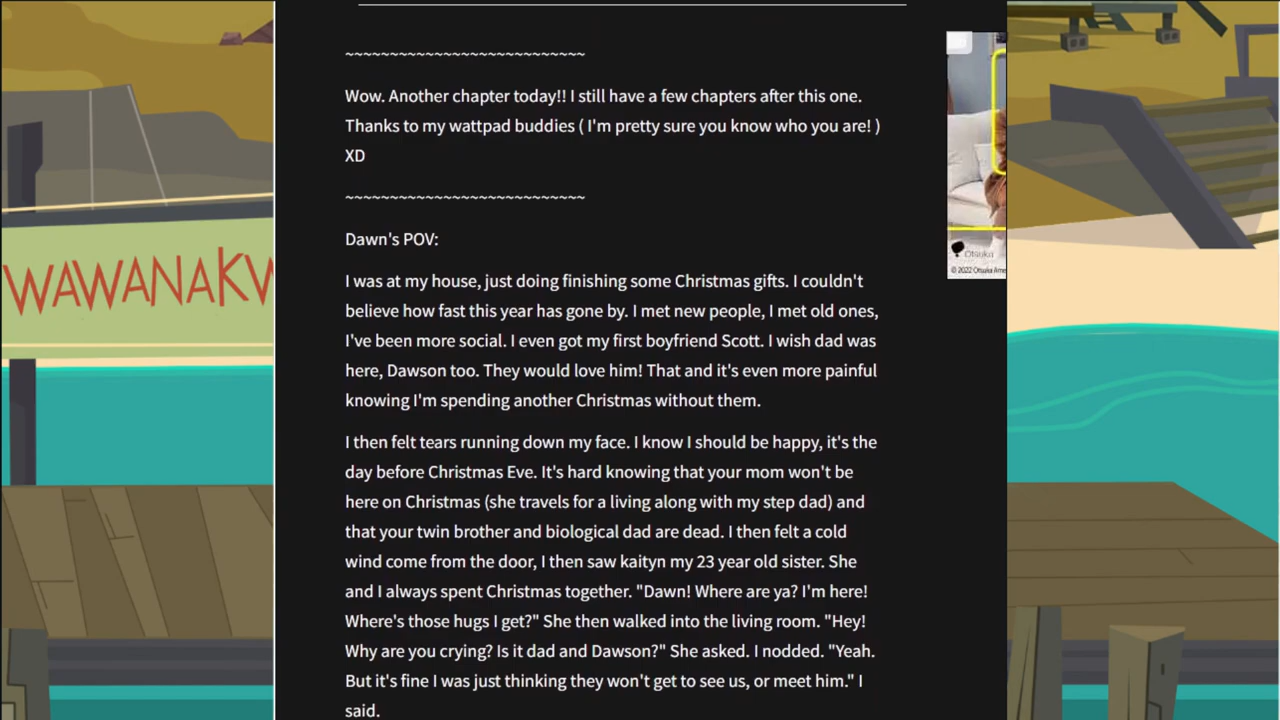 ~~~~~~~~~~~~~~~~~~~~~~~~~~~
Wow. Another chapter today!! I still have a few chapters after this one.
Thanks to my wattpad buddies ( I'm pretty sure you know who you are! )
XD
~~~~~~~~~~~~~~~~~~~~~~~~~~~
Dawn's POV:
I was at my house, just doing finishing some Christmas gifts. I couldn't
believe how fast this year has gone by. I met new people, I met old ones,
I've been more social. I even got my first boyfriend Scott. I wish dad was
here, Dawson too. They would love him! That and it's even more painful
knowing I'm spending another Christmas without them.
I then felt tears running down my face. I know I should be happy, it's the
day before Christmas Eve. It's hard knowing that your mom won't be
here on Christmas (she travels for a living along with my step dad) and
that your twin brother and biological dad are dead. I then felt a cold
wind come from the door, I then saw kaityn my 23 year old sister. She
and I always spent Christmas together. "Dawn! Where are ya? I'm here!
Where's those hugs I get?" She then walked into the living room. "Hey!
Why are you crying? Is it dad and Dawson?" She asked. I nodded. "Yeah.
But it's fine I was just thinking they won't get to see us, or meet him." I
said.
WAWANAKW
Otsuka
© 2022 Otsuka Ame